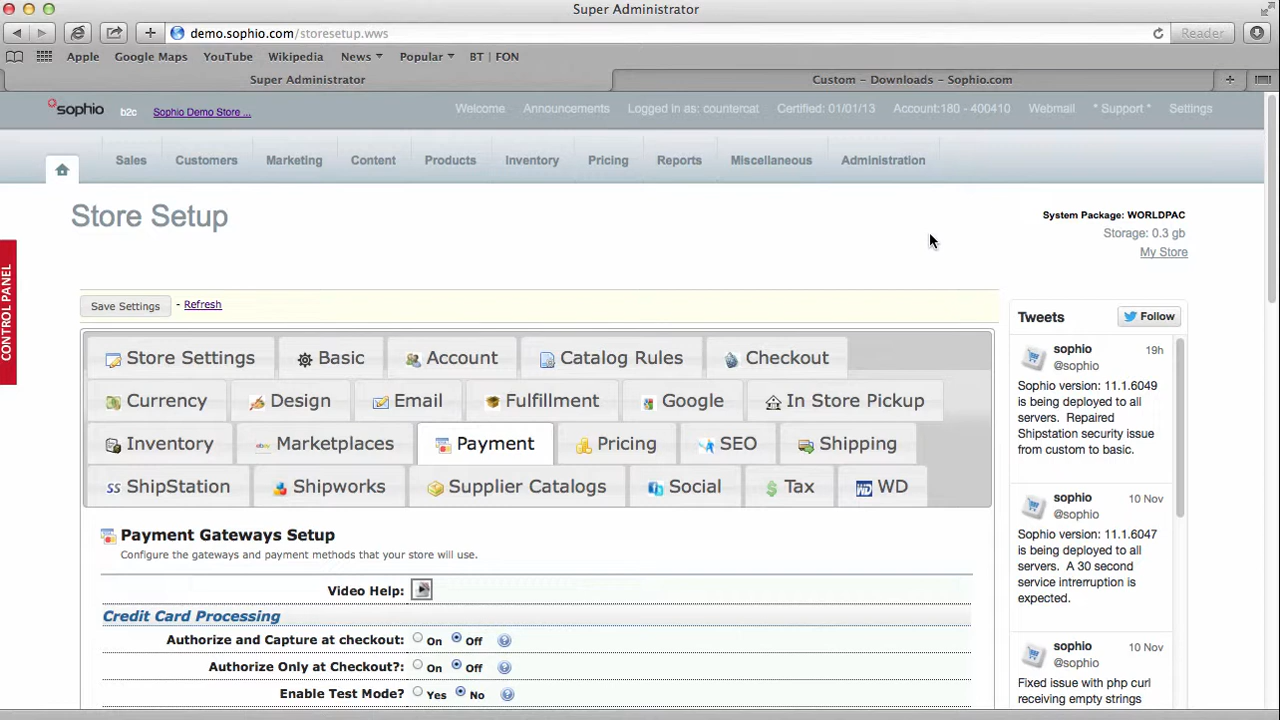 Super Administrator
demo.sophio.com/storesetup.wws
Reader
Apple Google Maps YouTube Wikipedia News Popular BT | FON
Super Administrator
Custom – Downloads – Sophio.com
sophio b2c Sophio Demo Store ... Welcome Announcements Logged in as: countercat Certified: 01/01/13 Account:180 - 400410 Webmail * Support * Settings
Sales Customers Marketing Content Products Inventory Pricing Reports Miscellaneous Administration
Store Setup
System Package: WORLDPAC
Storage: 0.3 gb
My Store
CONTROL PANEL
Save Settings - Refresh
Store Settings Basic Account Catalog Rules Checkout
Currency Design Email Fulfillment Google In Store Pickup
Inventory Marketplaces Payment Pricing SEO Shipping
SS ShipStation Shipworks Supplier Catalogs Social Tax WD WD
Payment Gateways Setup
Configure the gateways and payment methods that your store will use.
Video Help:
Credit Card Processing
Authorize and Capture at checkout: On Off
Authorize Only at Checkout?: On Off
Enable Test Mode? Yes No
Tweets Follow
sophio 19h
@sophio
Sophio version: 11.1.6049
is being deployed to all
servers. Repaired
Shipstation security issue
from custom to basic.
sophio 10 Nov
@sophio
Sophio version: 11.1.6047
is being deployed to all
servers. A 30 second
service intrerruption is
expected.
sophio 10 Nov
@sophio
Fixed issue with php curl
receiving empty strings